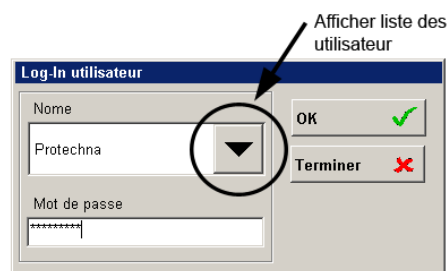 Afficher liste des
utilisateur
Log-In utilisateur
Nome
Protechna
OK
Terminer
Mot de passe
*********